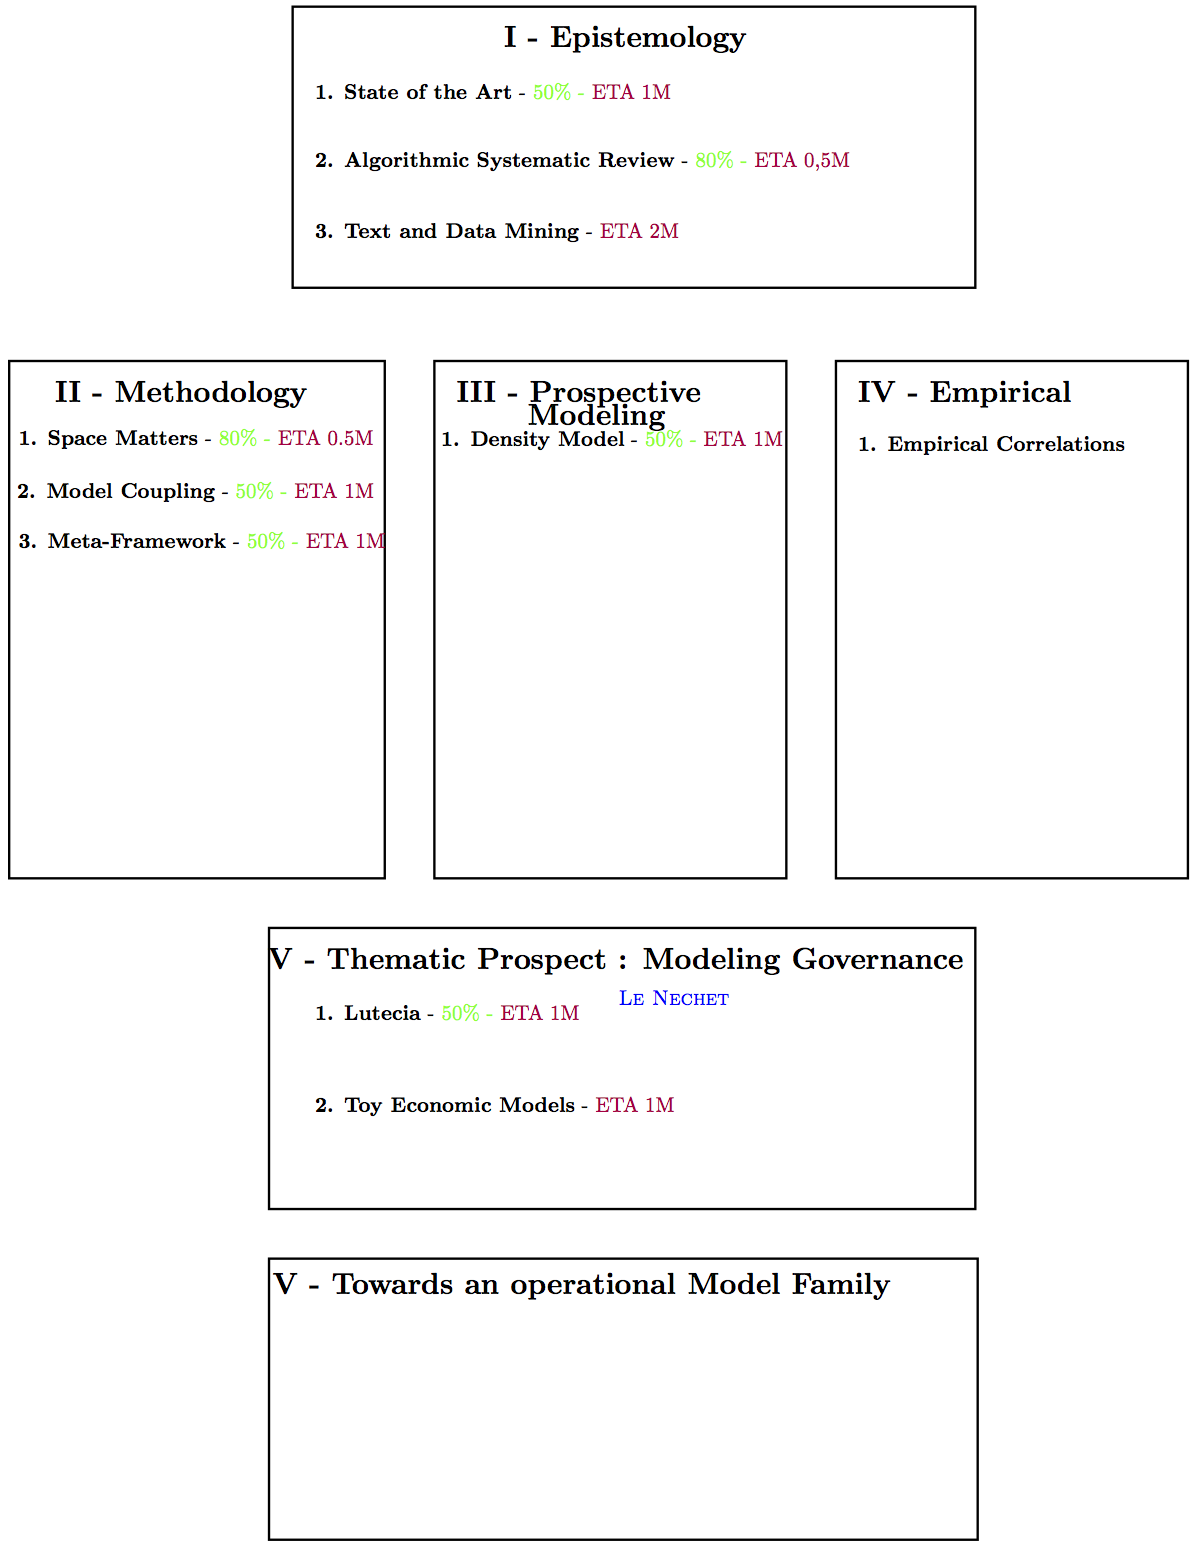 I - Epistemology
1. State of the Art - 50% - ETA 1M
2. Algorithmic Systematic Review - 80% - ETA 0,5M
3. Text and Data Mining - ETA 2M
II - Methodology
1. Space Matters - 80% - ETA 0.5M
2. Model Coupling - 50% - ETA 1M
3. Meta-Framework - 50% - ETA 1M
III - Prospective
Modeling
1. Density Model - 50% - ETA 1M
IV - Empirical
1. Empirical Correlations
V - Thematic Prospect : Modeling Governance
Le Nechet
1. Lutecia - 50% - ETA 1M
2. Toy Economic Models - ETA 1M
V - Towards an operational Model Family